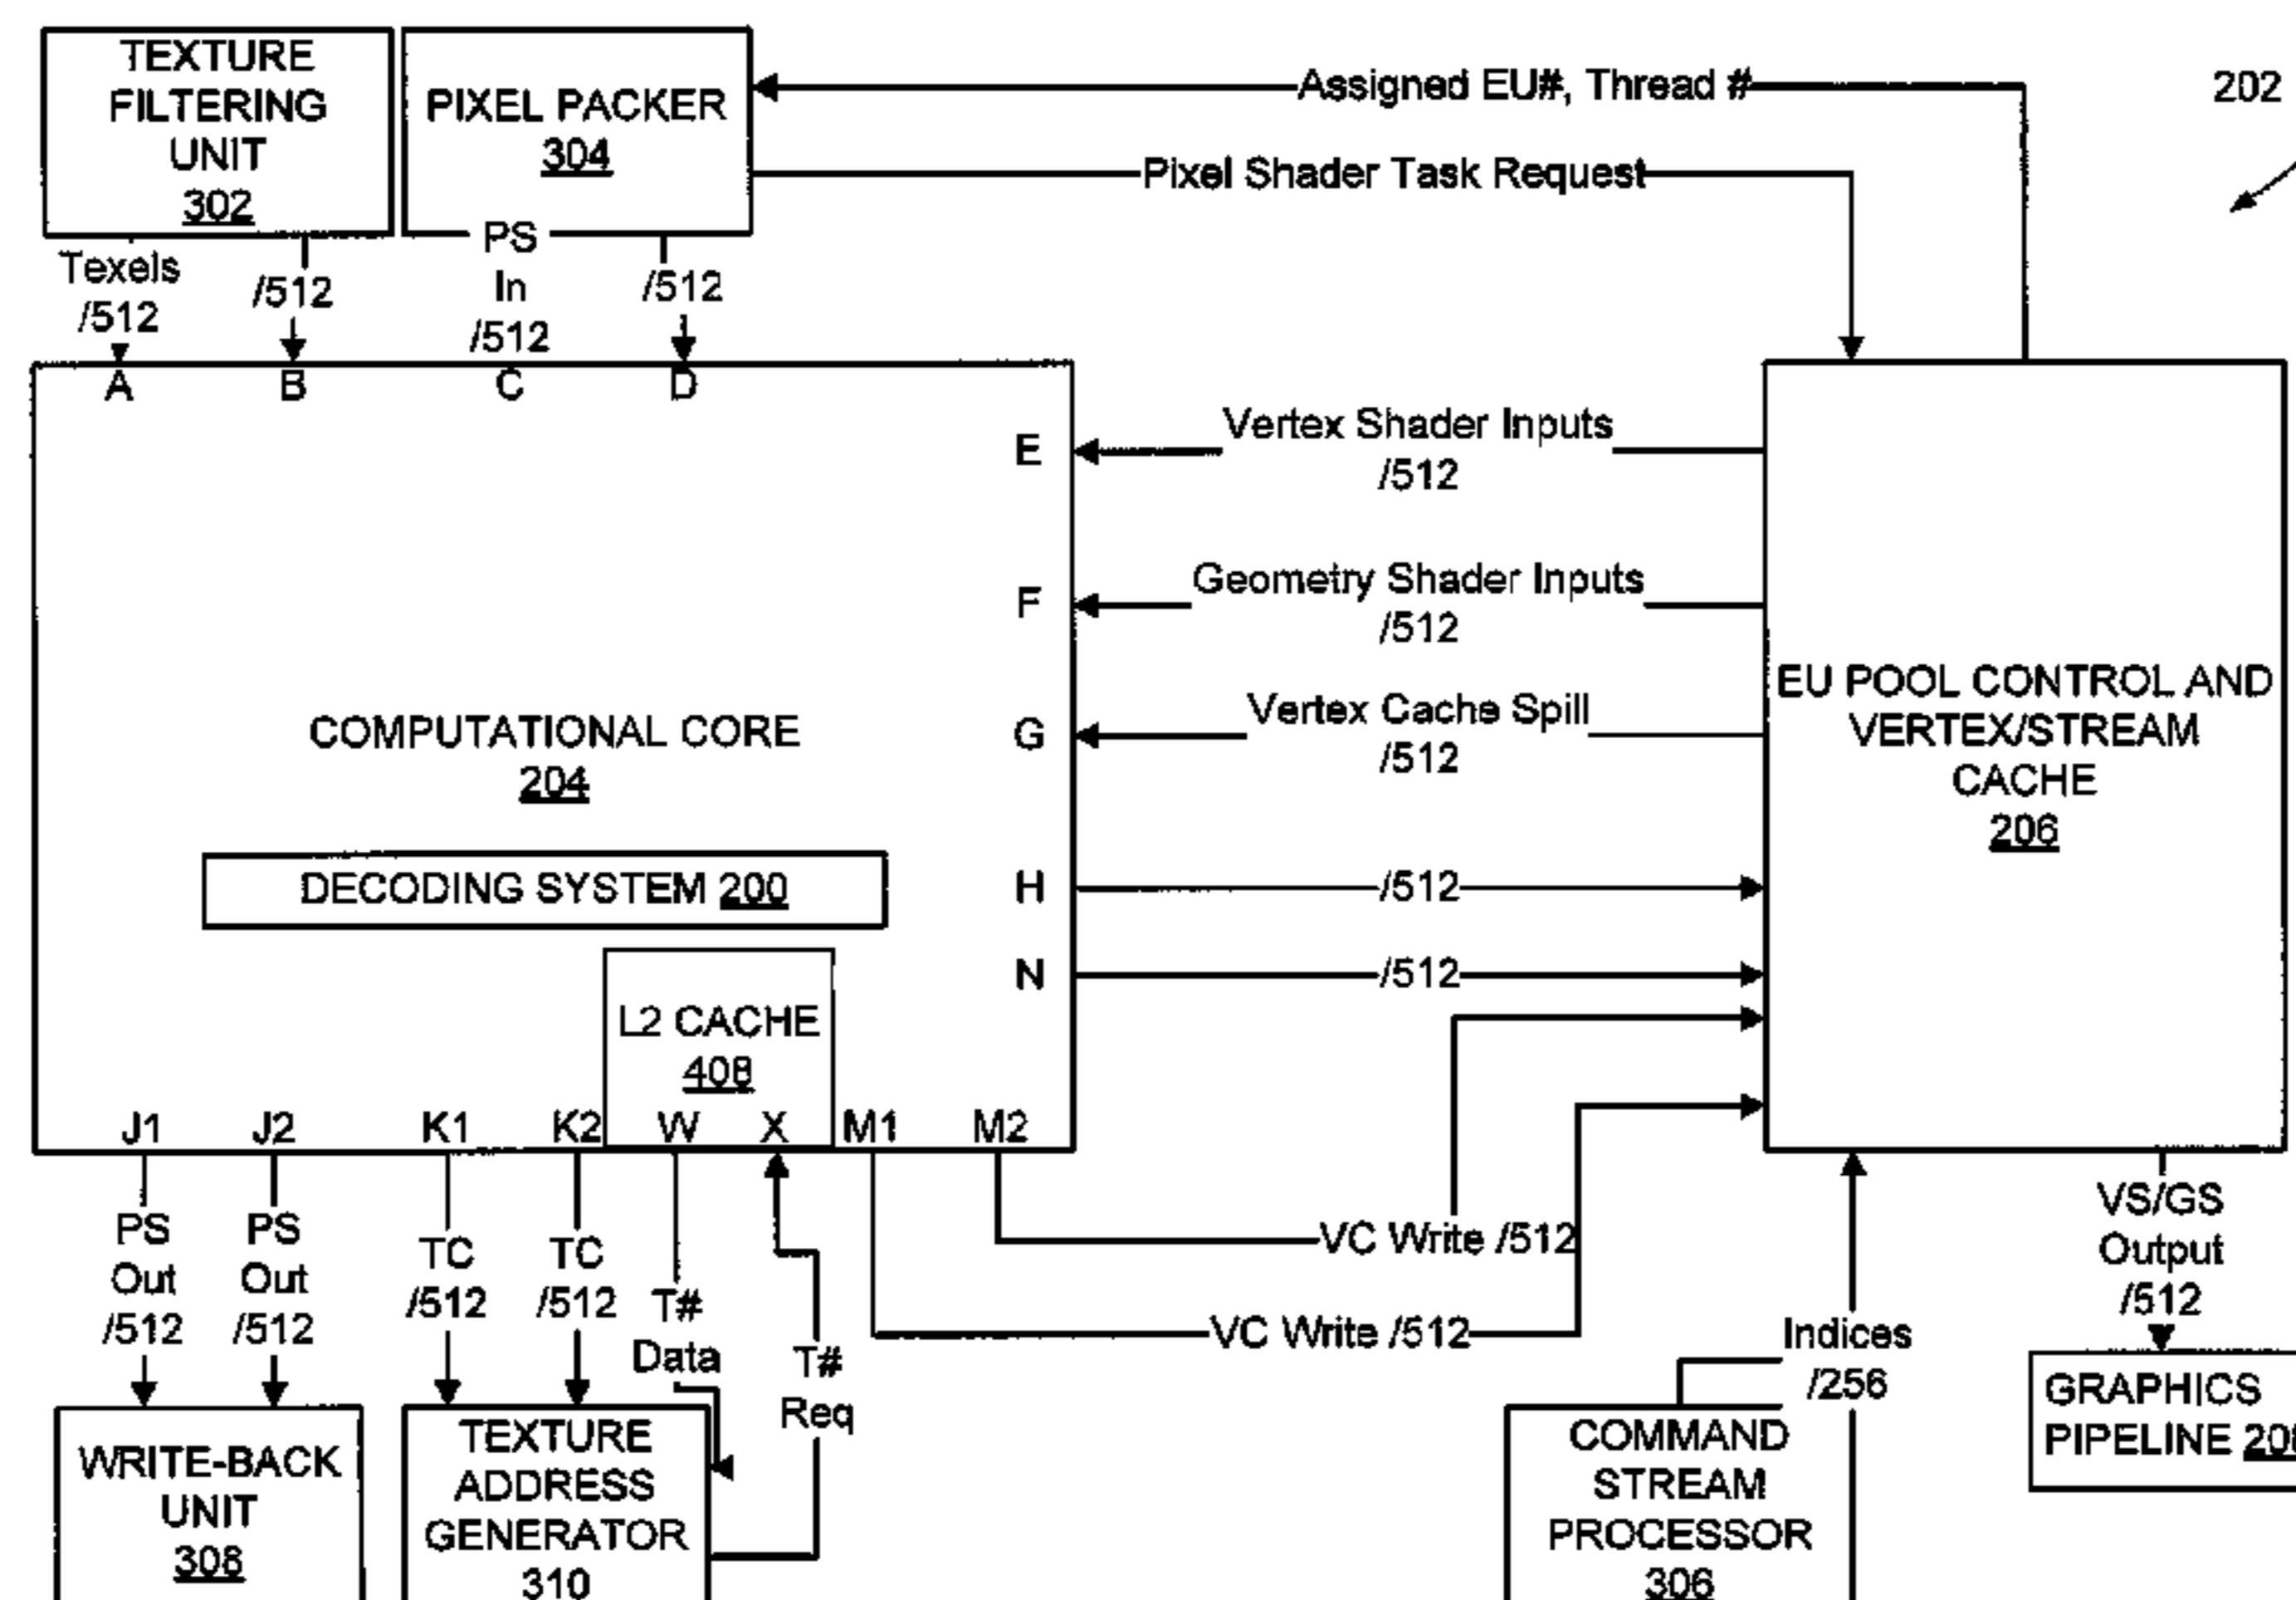 TEXTURE
FILTERING
UNIT
302
PIXEL PACKER
304
Assigned EU#, Thread #
202
Pixel Shader Task Request
Texels
/512
/512
PS
In
/512
/512
A
B
C
D
E
Vertex Shader Inputs
/512
F
Geometry Shader Inputs
/512
G
Vertex Cache Spill
/512
EU POOL CONTROL AND
VERTEX/STREAM
CACHE
206
COMPUTATIONAL CORE
204
DECODING SYSTEM 200
H
/512
N
/512
L2 CACHE
408
J1
J2
K1
K2
W
X
M1
M2
PS
Out
/512
PS
Out
/512
TC
/512
TC
/512
T#
Data
T#
Req
VC Write /512
VC Write /512
Indices
/256
VS/GS
Output
/512
WRITE-BACK
UNIT
308
TEXTURE
ADDRESS
GENERATOR
310
COMMAND
STREAM
PROCESSOR
306
GRAPHICS
PIPELINE